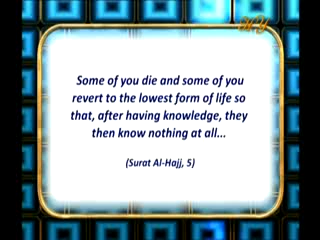 Some of you die and some of you
revert to the lowest form of life so
that, after having knowledge, they
then know nothing at all...
(Surat Al-Hajj, 5)